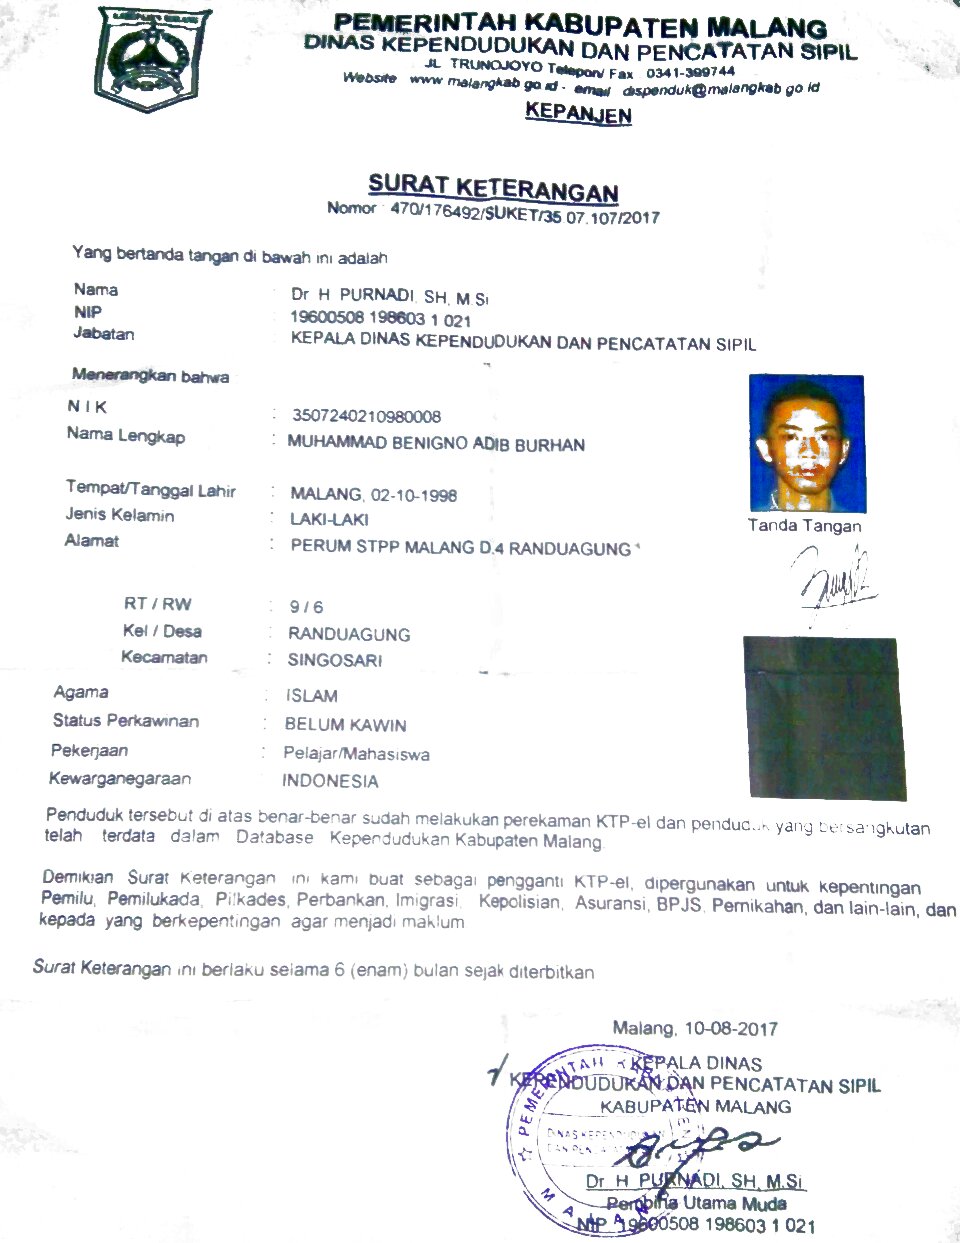 PEMERINTAH KABUPATEN MALANG
DINAS KEPENDUDUKAN DAN PENCATATAN SIPIL
JL TRUNOJOYO Telepon/ Fax 0341-399744
Website www.malangkab go id - email dispenduk@malangkab go id
KEPANJEN
SURAT KETERANGAN
Nomor : 470/176492/SUKET/35 07.107/2017
Yang bertanda tangan di bawah ini adalah
Nama : Dr H PURNADI, SH, M.Si
NIP : 19600508 198603 1 021
Jabatan : KEPALA DINAS KEPENDUDUKAN DAN PENCATATAN SIPIL
Menerangkan bahwa
N I K : 3507240210980008
Nama Lengkap : MUHAMMAD BENIGNO ADIB BURHAN
Tempat/Tanggal Lahir : MALANG, 02-10-1998
Jenis Kelamin : LAKI-LAKI
Alamat : PERUM STPP MALANG D.4 RANDUAGUNG
Tanda Tangan
RT / RW : 9 / 6
Kel / Desa : RANDUAGUNG
Kecamatan : SINGOSARI
Agama : ISLAM
Status Perkawinan : BELUM KAWIN
Pekerjaan : Pelajar/Mahasiswa
Kewarganegaraan INDONESIA
Penduduk tersebut di atas benar-benar sudah melakukan perekaman KTP-el dan penduduk yang bersangkutan
telah terdata dalam Database Kependudukan Kabupaten Malang.
Demikian Surat Keterangan ini kami buat sebagai pengganti KTP-el, dipergunakan untuk kepentingan
Pemilu, Pemilukada, Pilkades, Perbankan, Imigrasi, Kepolisian, Asuransi, BPJS, Pernikahan, dan lain-lain, dan
kepada yang berkepentingan agar menjadi maklum
Surat Keterangan ini berlaku selama 6 (enam) bulan sejak diterbitkan
Malang, 10-08-2017
KEPALA DINAS
KEPENDUDUKAN DAN PENCATATAN SIPIL
KABUPATEN MALANG
PEMERINTAH
DINAS KEPENDUDUKAN
MALANG
Dr H PURNADI, SH, M.Si
Pembina Utama Muda
NIP 19600508 198603 1 021